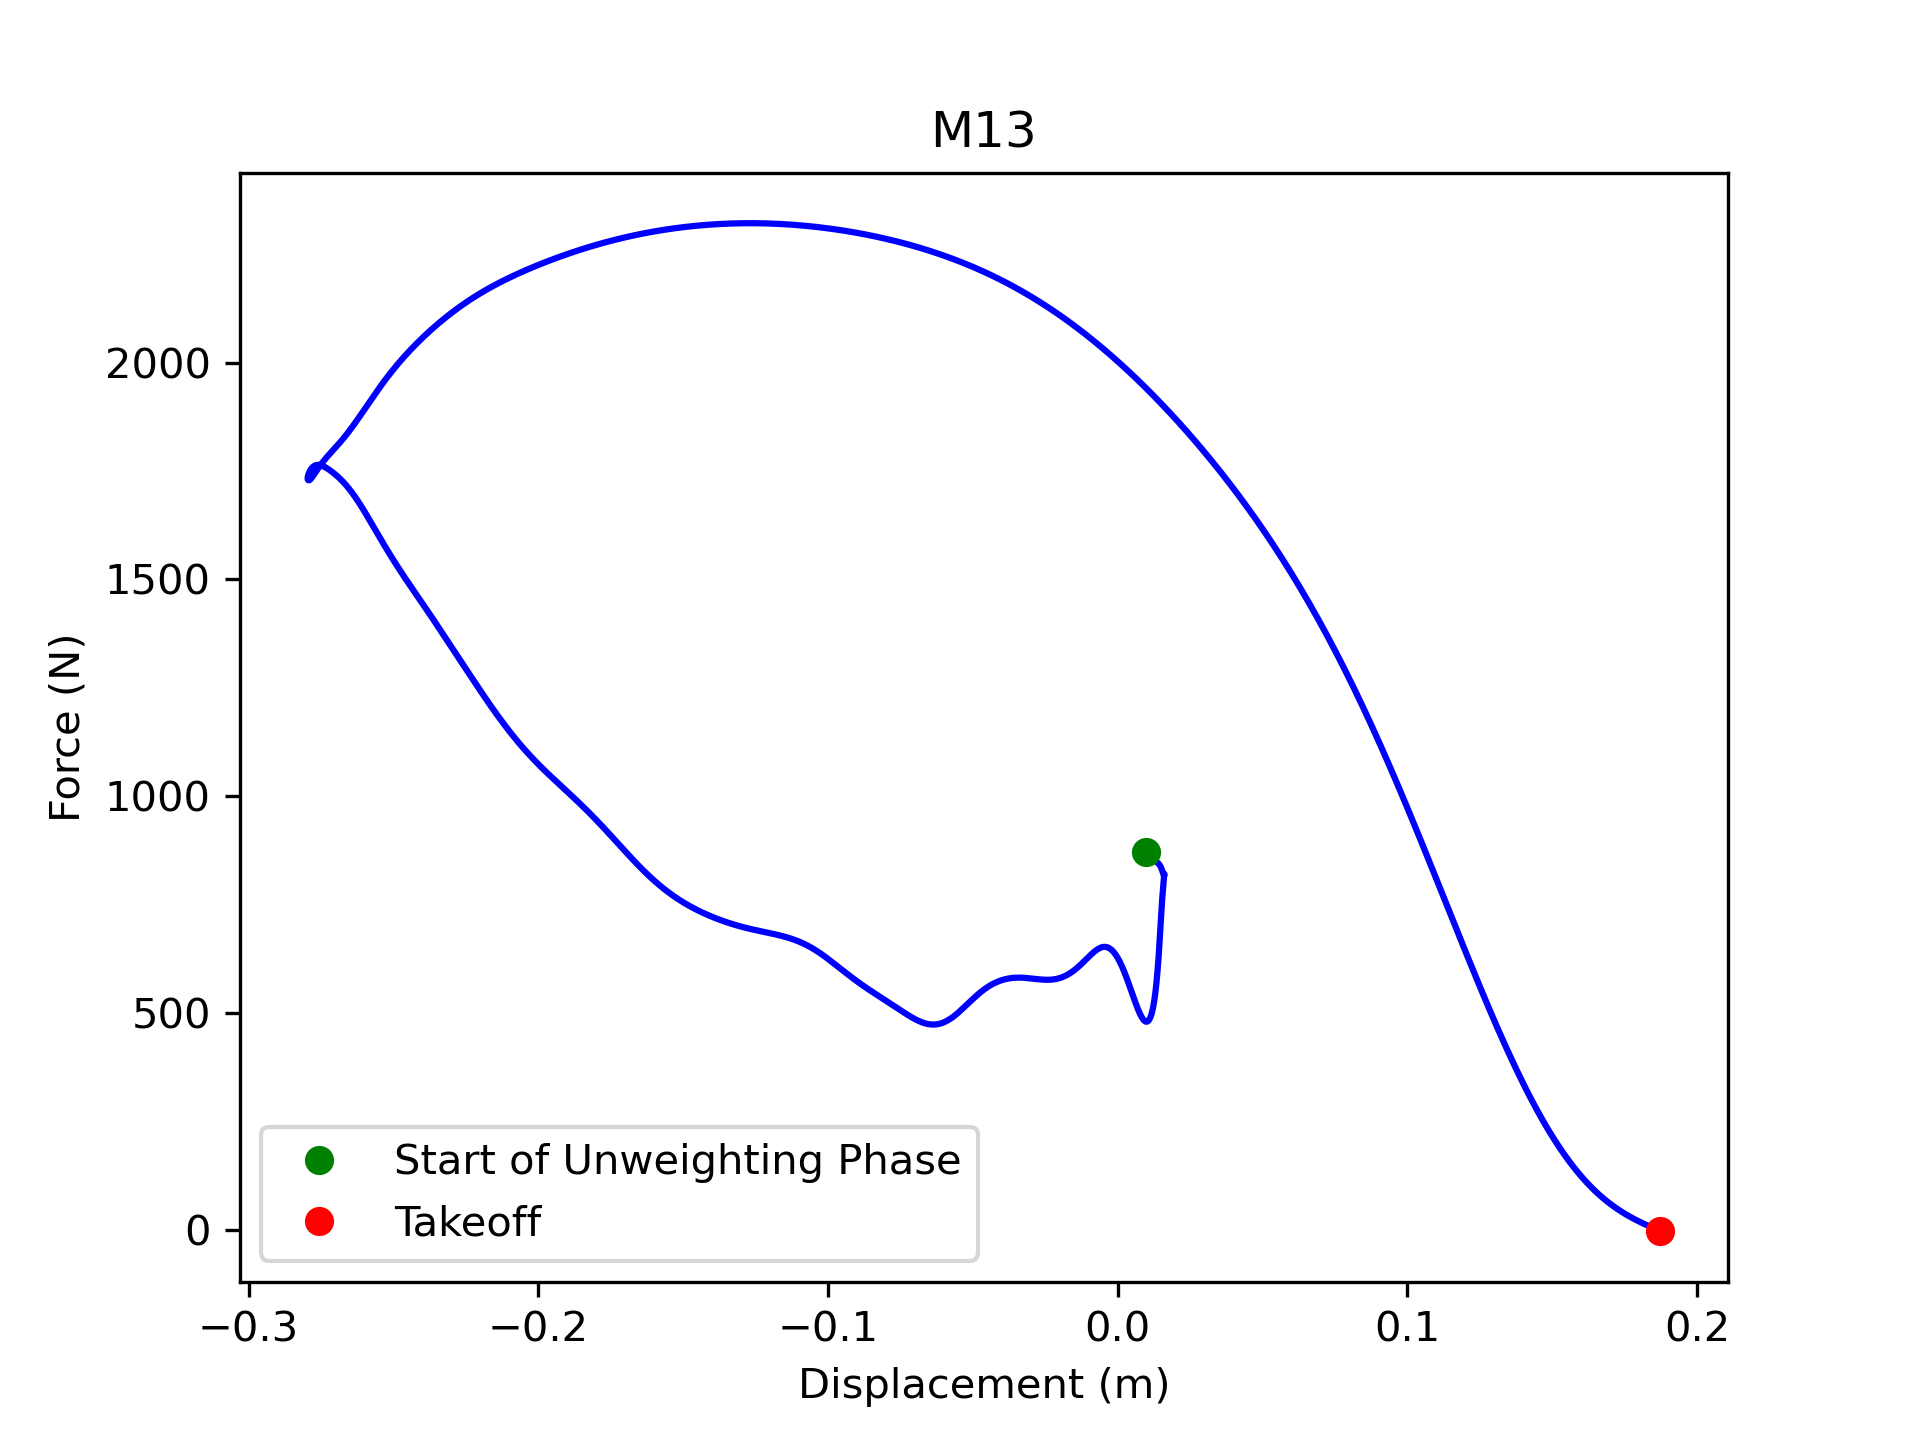 M13
Force (N)
2000
1500
1000
500
0
Start of Unweighting Phase
Takeoff
−0.3 −0.2 −0.1 0.0 0.1 0.2
Displacement (m)